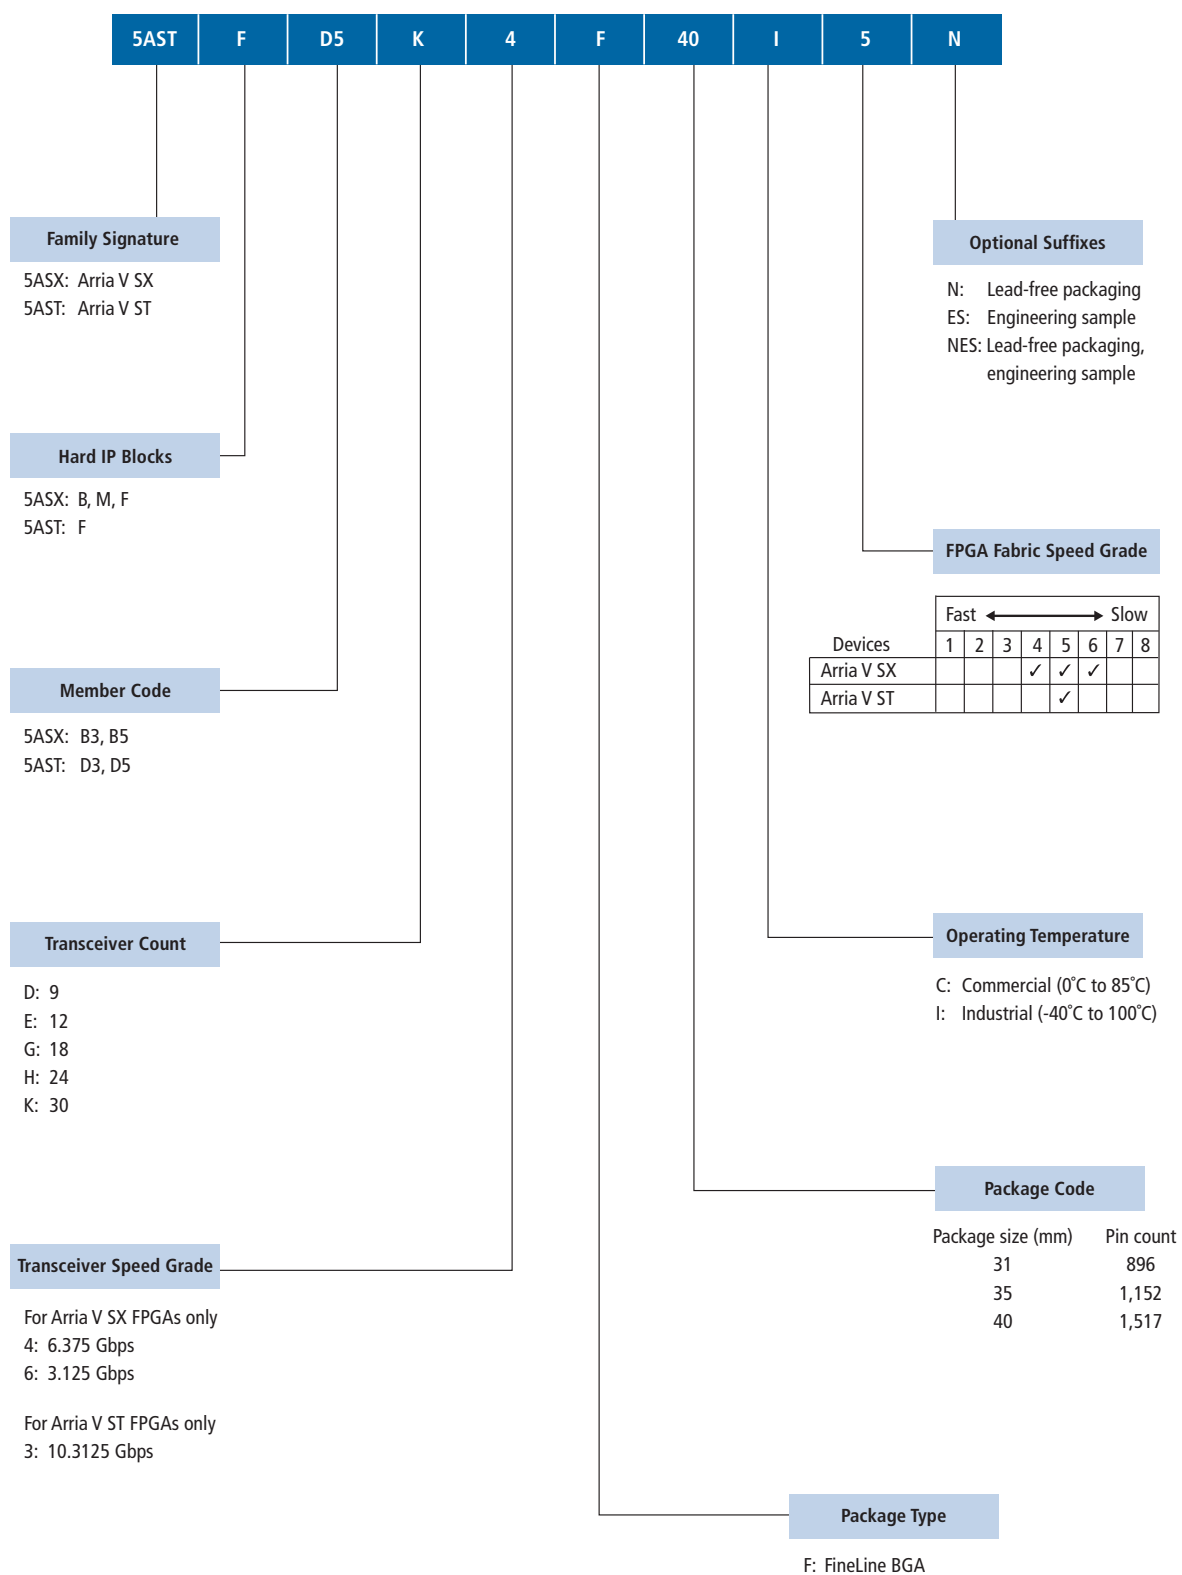 5AST F D5 K 4 F 40 I 5 N
Family Signature
5ASX: Arria V SX
5AST: Arria V ST
Hard IP Blocks
5ASX: B, M, F
5AST: F
Member Code
5ASX: B3, B5
5AST: D3, D5
Transceiver Count
D: 9
E: 12
G: 18
H: 24
K: 30
Transceiver Speed Grade
For Arria V SX FPGAs only
4: 6.375 Gbps
6: 3.125 Gbps
For Arria V ST FPGAs only
3: 10.3125 Gbps
Optional Suffixes
N: Lead-free packaging
ES: Engineering sample
NES: Lead-free packaging,
engineering sample
FPGA Fabric Speed Grade
Fast Slow
Devices 1 2 3 4 5 6 7 8
Arria V SX ✓ ✓ ✓
Arria V ST ✓
Operating Temperature
C: Commercial (0˚C to 85˚C)
I: Industrial (-40˚C to 100˚C)
Package Code
Package size (mm) Pin count
31 896
35 1,152
40 1,517
Package Type
F: FineLine BGA